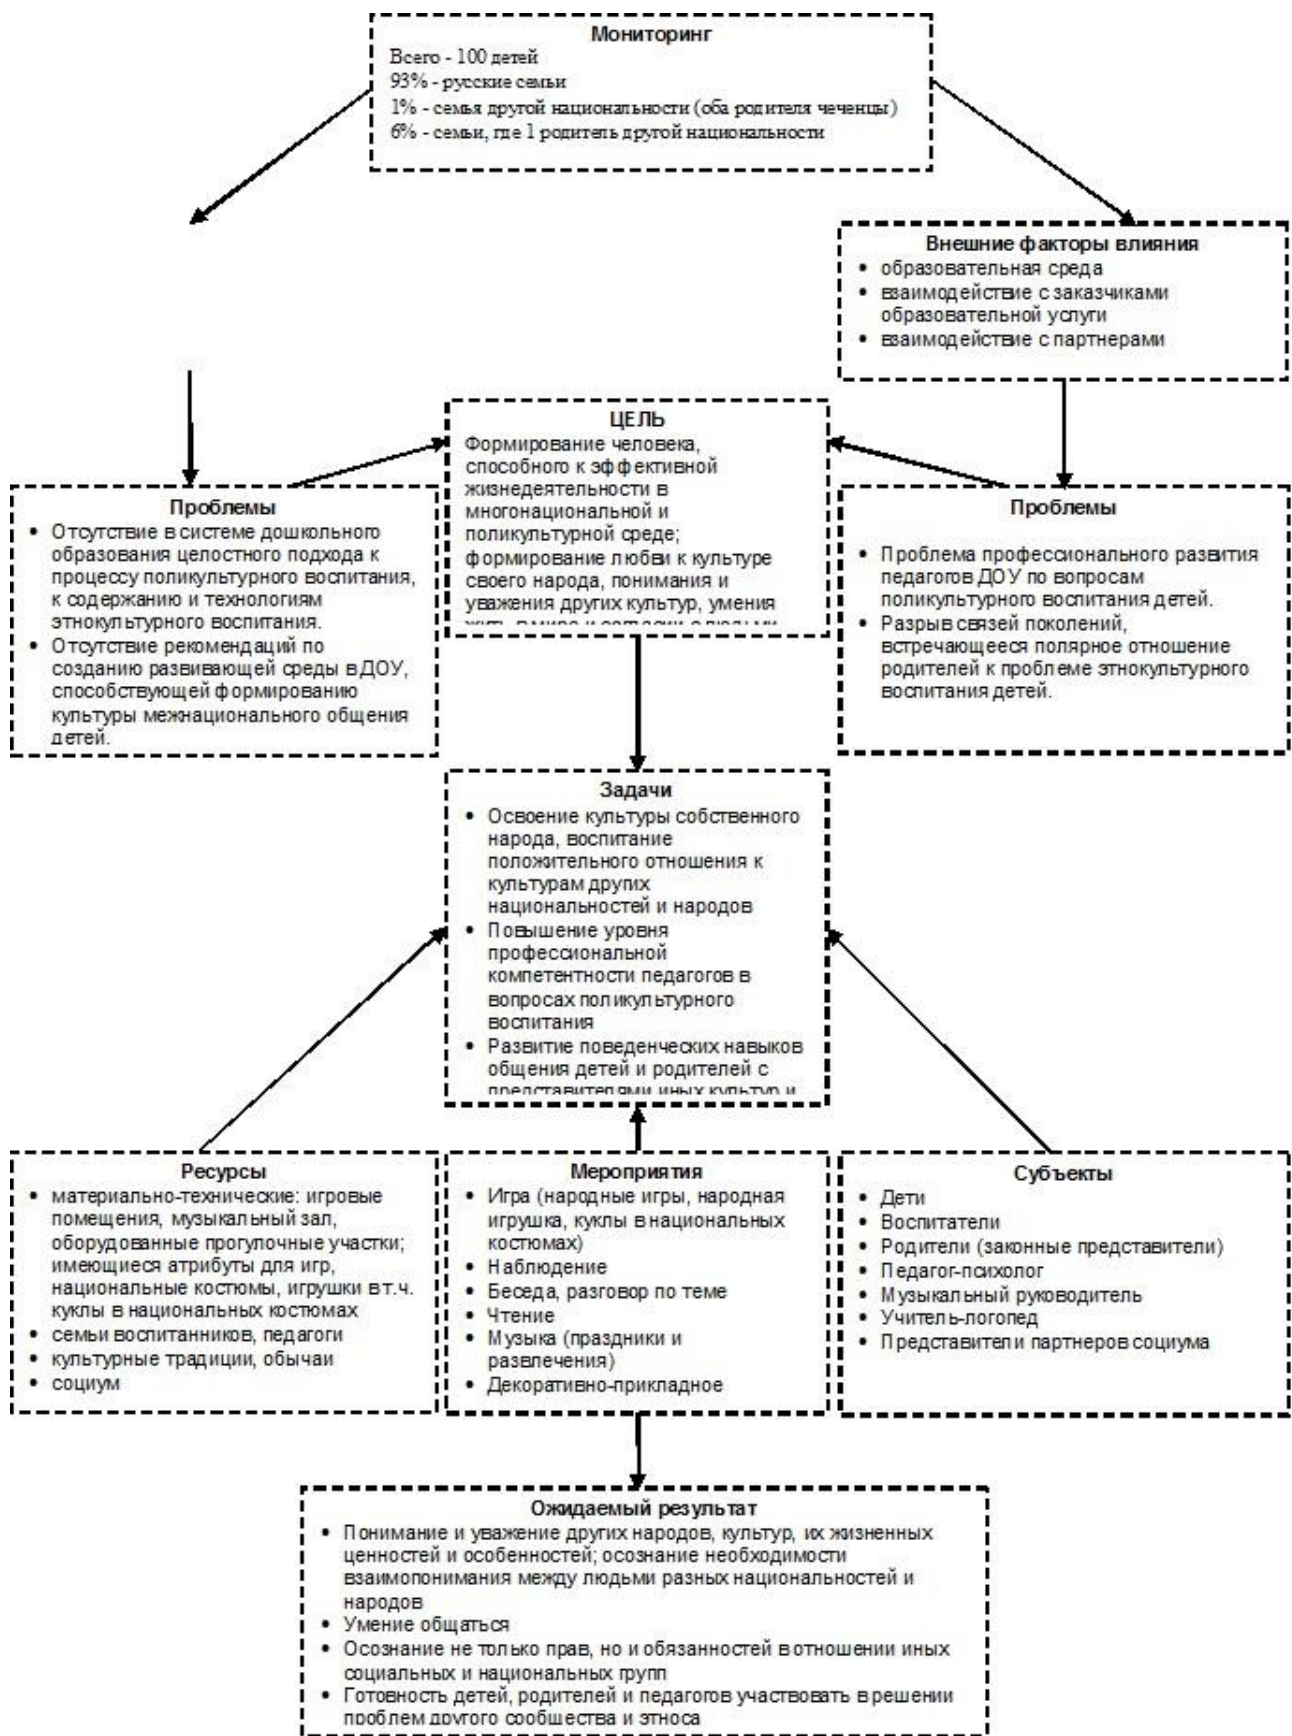 Мониторинг
Всего - 100 детей
93% - русские семьи
1% - семья другой национальности (оба родителя чеченцы)
6% - семьи, где 1 родитель другой национальности
Внешние факторы влияния
• образовательная среда
• взаимодействие с заказчиками
образовательной услуги
• взаимодействие с партнерами
ЦЕЛЬ
Формирование человека,
способного к эффективной
жизнедеятельности в
многонациональной и
поликультурной среде;
формирование любви к культуре
своего народа, понимания и
уважения других культур, умения
жить в мире и согласии с людьми
Проблемы
• Отсутствие в системе дошкольного
образования целостного подхода к
процессу поликультурного воспитания,
к содержанию и технологиям
этнокультурного воспитания.
• Отсутствие рекомендаций по
созданию развивающей среды в ДОУ,
способствующей формированию
культуры межнационального общения
детей.
Проблемы
• Проблема профессионального развития
педагогов ДОУ по вопросам
поликультурного воспитания детей.
• Разрыв связей поколений,
встречающееся полярное отношение
родителей к проблеме этнокультурного
воспитания детей.
Задачи
• Освоение культуры собственного
народа, воспитание
положительного отношения к
культурам других
национальностей и народов
• Повышение уровня
профессиональной
компетентности педагогов в
вопросах поликультурного
воспитания
• Развитие поведенческих навыков
общения детей и родителей с
представителями иных культур и
Ресурсы
• материально-технические: игровые
помещения, музыкальный зал,
оборудованные прогулочные участки;
имеющиеся атрибуты для игр,
национальные костюмы, игрушки в т.ч.
куклы в национальных костюмах
• семьи воспитанников, педагоги
• культурные традиции, обычаи
• социум
Мероприятия
• Игра (народные игры, народная
игрушка, куклы в национальных
костюмах)
• Наблюдение
• Беседа, разговор по теме
• Чтение
• Музыка (праздники и
развлечения)
• Декоративно-прикладное
Субъекты
• Дети
• Воспитатели
• Родители (законные представители)
• Педагог-психолог
• Музыкальный руководитель
• Учитель-логопед
• Представители партнеров социума
Ожидаемый результат
• Понимание и уважение других народов, культур, их жизненных
ценностей и особенностей; осознание необходимости
взаимопонимания между людьми разных национальностей и
народов
• Умение общаться
• Осознание не только прав, но и обязанностей в отношении иных
социальных и национальных групп
• Готовность детей, родителей и педагогов участвовать в решении
проблем другого сообщества и этноса